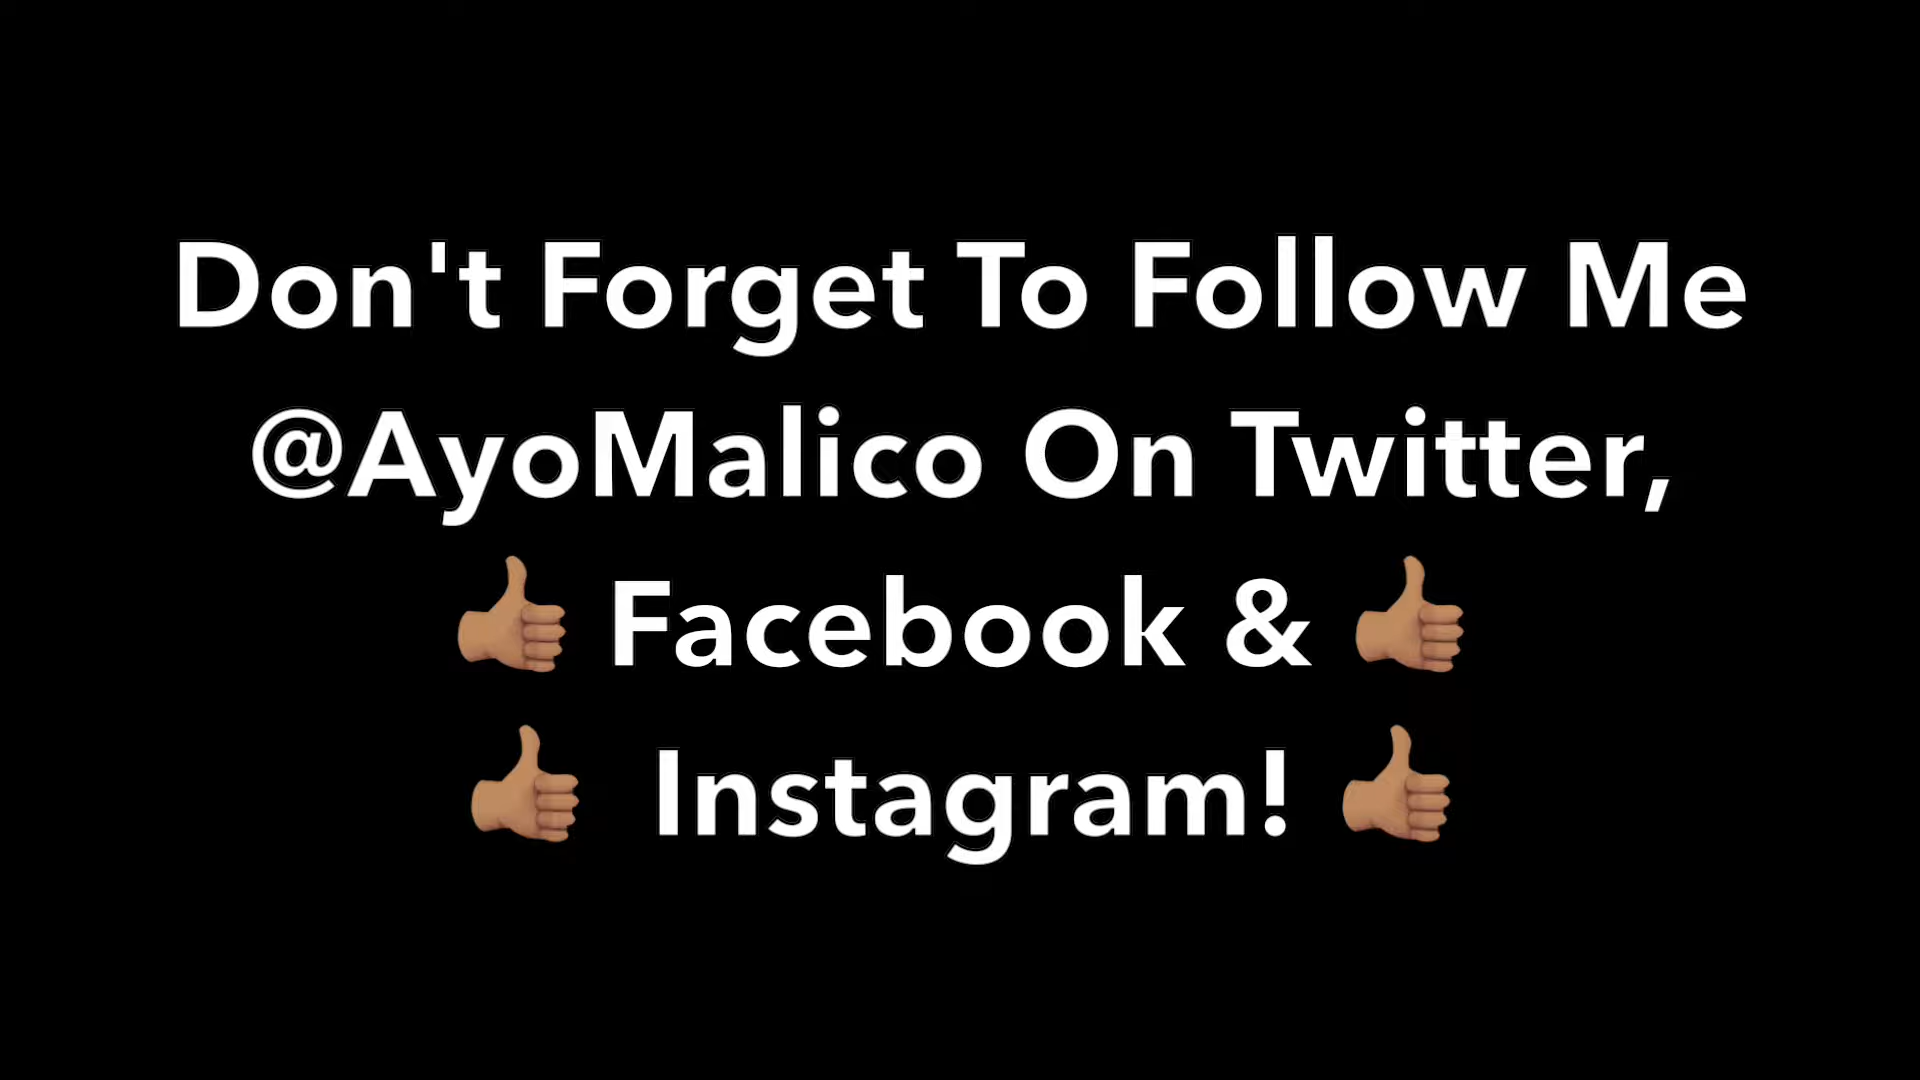 Don't Forget To Follow Me
@AyoMalico On Twitter,
👍🏽 Facebook & 👍🏽
👍🏽 Instagram! 👍🏽